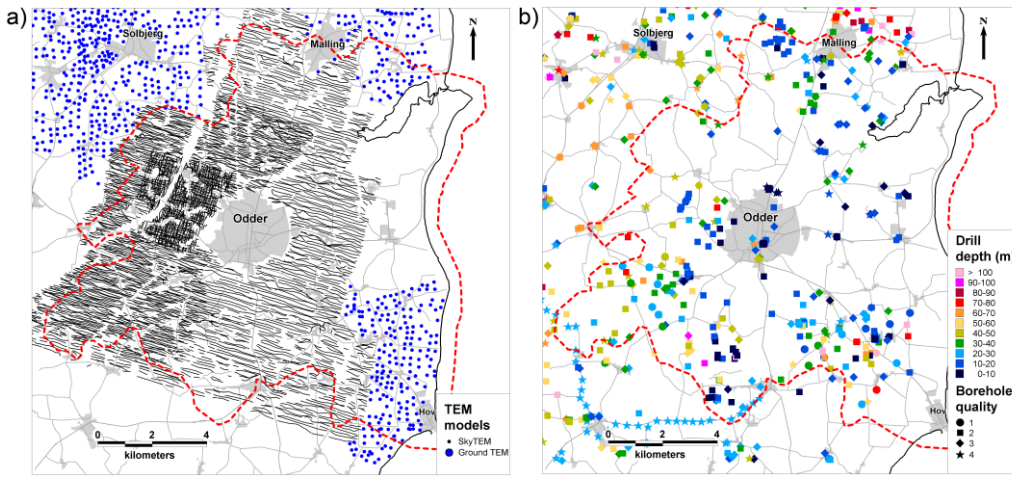 a)
Solbjerg
Malling
N
Odder
Hov
0 2 4
kilometers
TEM
models
SkyTEM
Ground TEM
b)
Solbjerg
Malling
N
Odder
Hov
0 2 4
kilometers
Drill
depth (m)
> 100
90-100
80-90
70-80
60-70
50-60
40-50
30-40
20-30
10-20
0-10
Borehole
quality
1
2
3
4